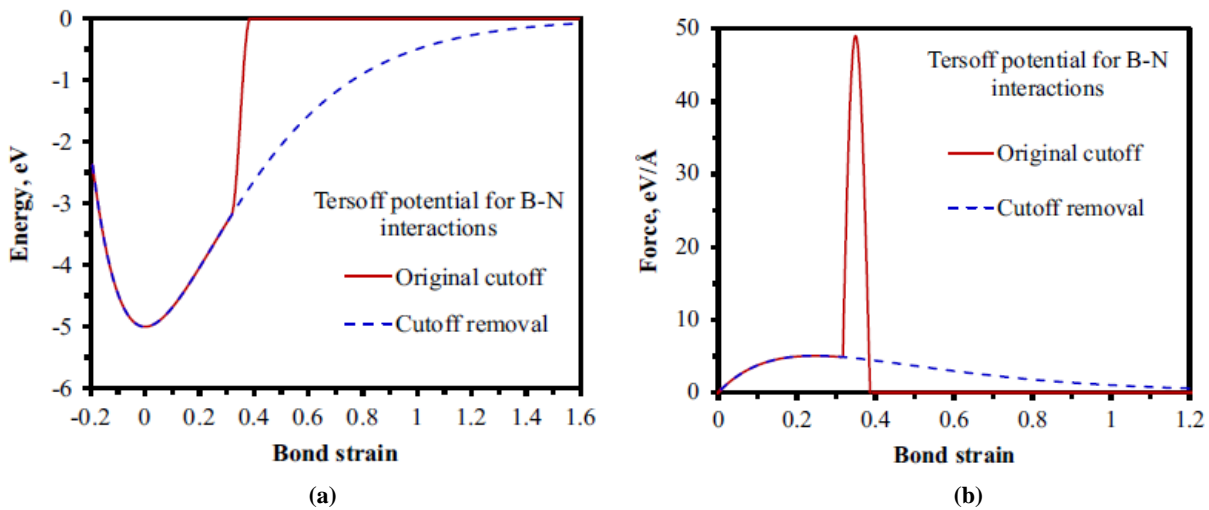 0
-1
-2
-3
-4
-5
-6
-0.2
0
0.2
0.4
0.6
0.8
1
1.2
1.4
1.6
Energy, eV
Bond strain
Tersoff potential for B-N
interactions
Original cutoff
Cutoff removal
(a)
50
40
30
20
10
0
0
0.2
0.4
0.6
0.8
1
1.2
Force, eV/Å
Bond strain
Tersoff potential for B-N
interactions
Original cutoff
Cutoff removal
(b)